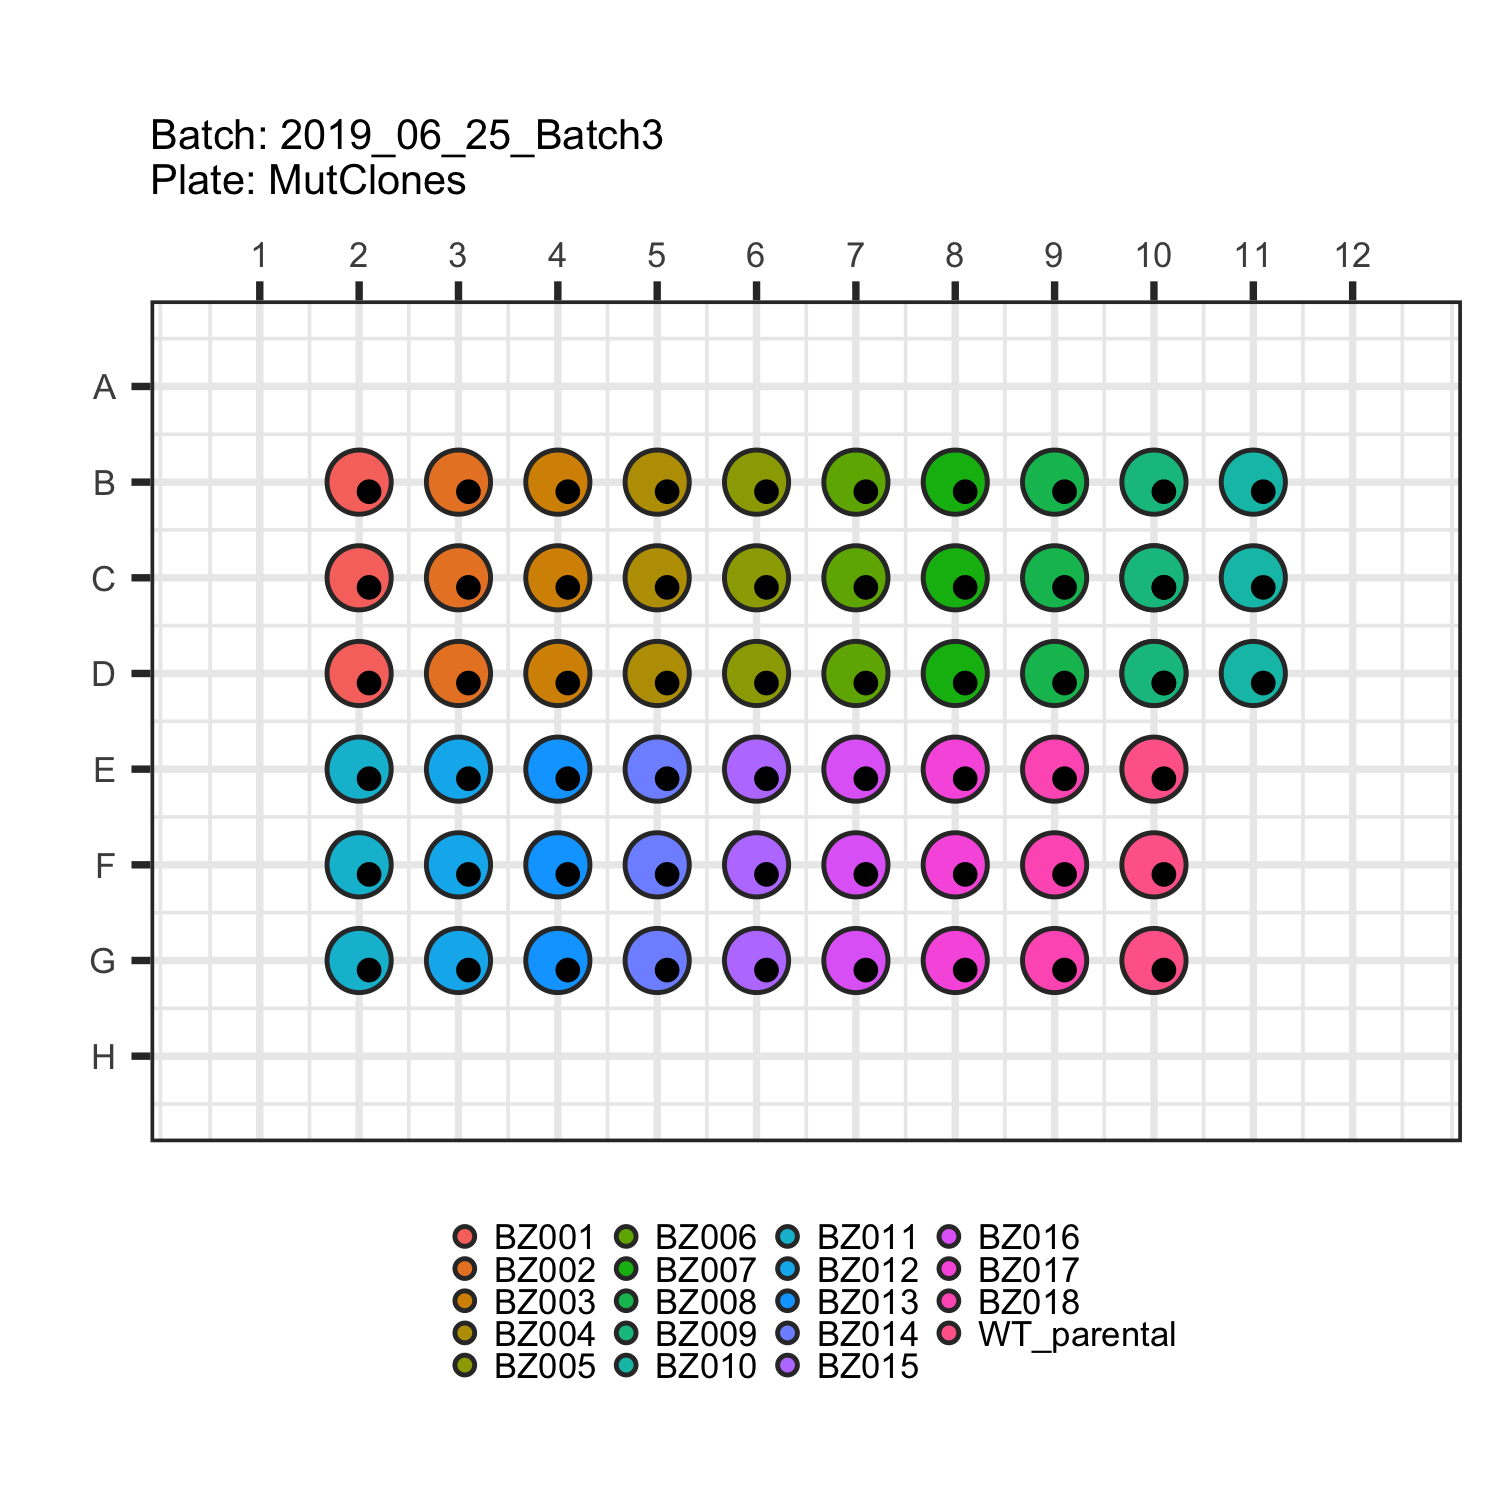 Batch: 2019_06_25_Batch3
Plate: MutClones
1 2 3 4 5 6 7 8 9 10 11 12
A
B
C
D
E
F
G
H
BZ001 BZ006 BZ011 BZ016
BZ002 BZ007 BZ012 BZ017
BZ003 BZ008 BZ013 BZ018
BZ004 BZ009 BZ014 WT_parental
BZ005 BZ010 BZ015